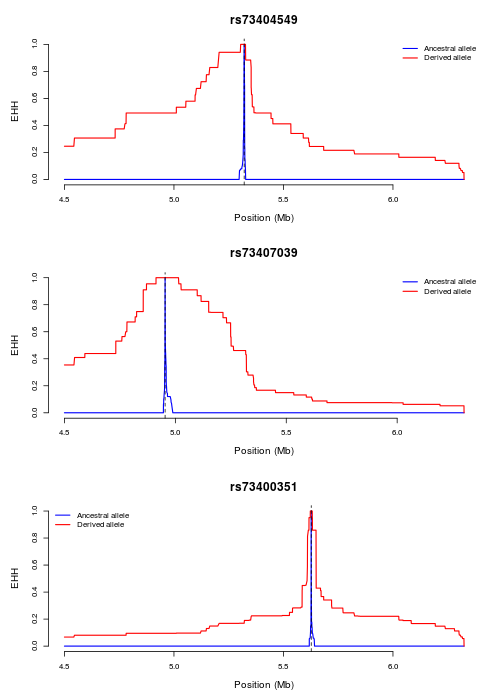 rs73404549
Ancestral allele
Derived allele
EHH
1.0
0.8
0.6
0.4
0.2
0.0
4.5 5.0 5.5 6.0
Position (Mb)
rs73407039
Ancestral allele
Derived allele
EHH
1.0
0.8
0.6
0.4
0.2
0.0
4.5 5.0 5.5 6.0
Position (Mb)
rs73400351
Ancestral allele
Derived allele
EHH
1.0
0.8
0.6
0.4
0.2
0.0
4.5 5.0 5.5 6.0
Position (Mb)